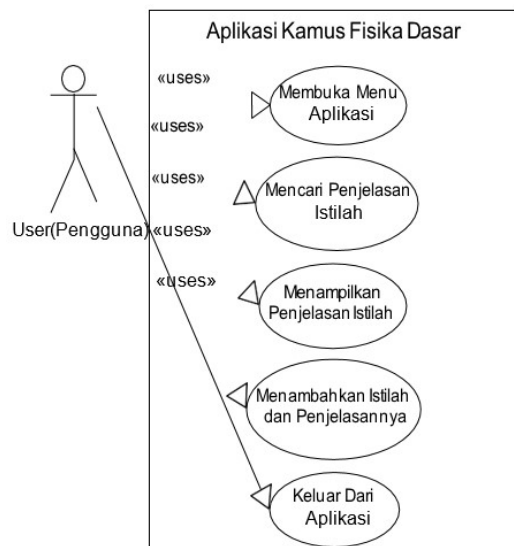 Aplikasi Kamus Fisika Dasar
«uses»
Membuka Menu
Aplikasi
«uses»
«uses»
Mencari Penjelasan
Istilah
User(Pengguna)
«uses»
«uses»
Menampilkan
Penjelasan Istilah
Menambahkan Istilah
dan Penjelasannya
Keluar Dari
Aplikasi